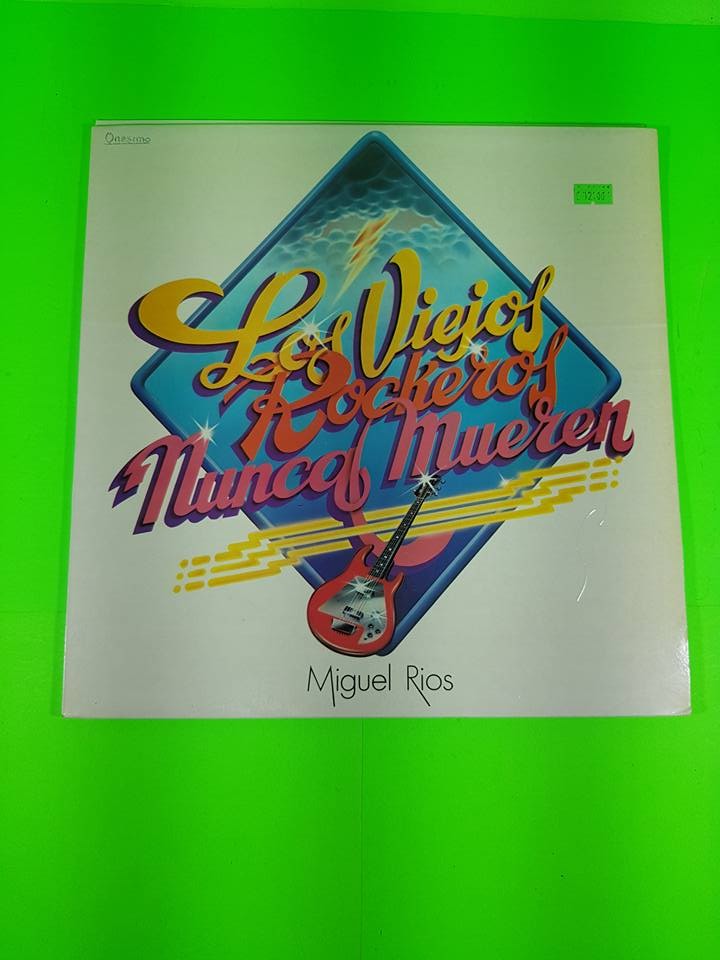 Onesimo
Los Viejos
Rockeros
Nunca Mueren
Miguel Rios